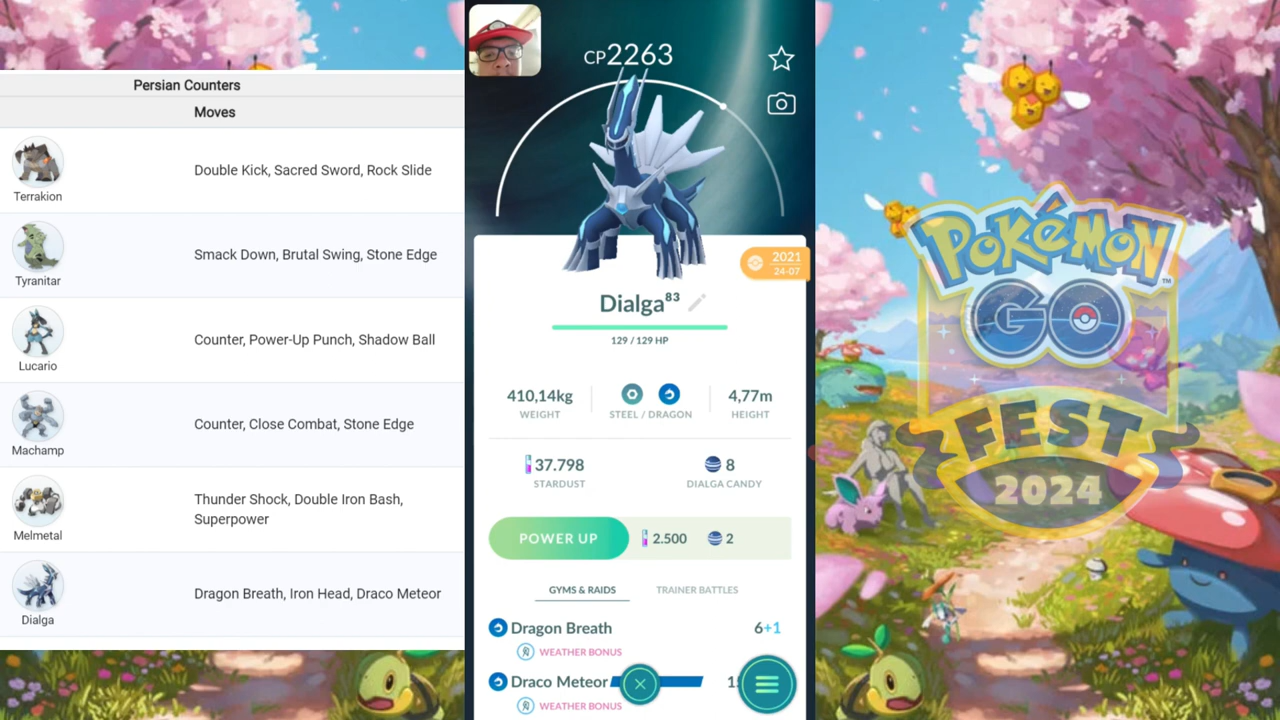 Persian Counters
Moves
Terrakion
Double Kick, Sacred Sword, Rock Slide
Tyranitar
Smack Down, Brutal Swing, Stone Edge
Lucario
Counter, Power-Up Punch, Shadow Ball
Machamp
Counter, Close Combat, Stone Edge
Melmetal
Thunder Shock, Double Iron Bash,
Superpower
Dialga
Dragon Breath, Iron Head, Draco Meteor
CP2263
2021
24-07
Dialga⁸³
129 / 129 HP
410,14kg
WEIGHT
STEEL / DRAGON
4,77m
HEIGHT
37.798
STARDUST
8
DIALGA CANDY
POWER UP
2.500
2
GYMS & RAIDS
TRAINER BATTLES
Dragon Breath
6+1
WEATHER BONUS
Draco Meteor
WEATHER BONUS
POKÉMON
GO
TM
FEST
2024